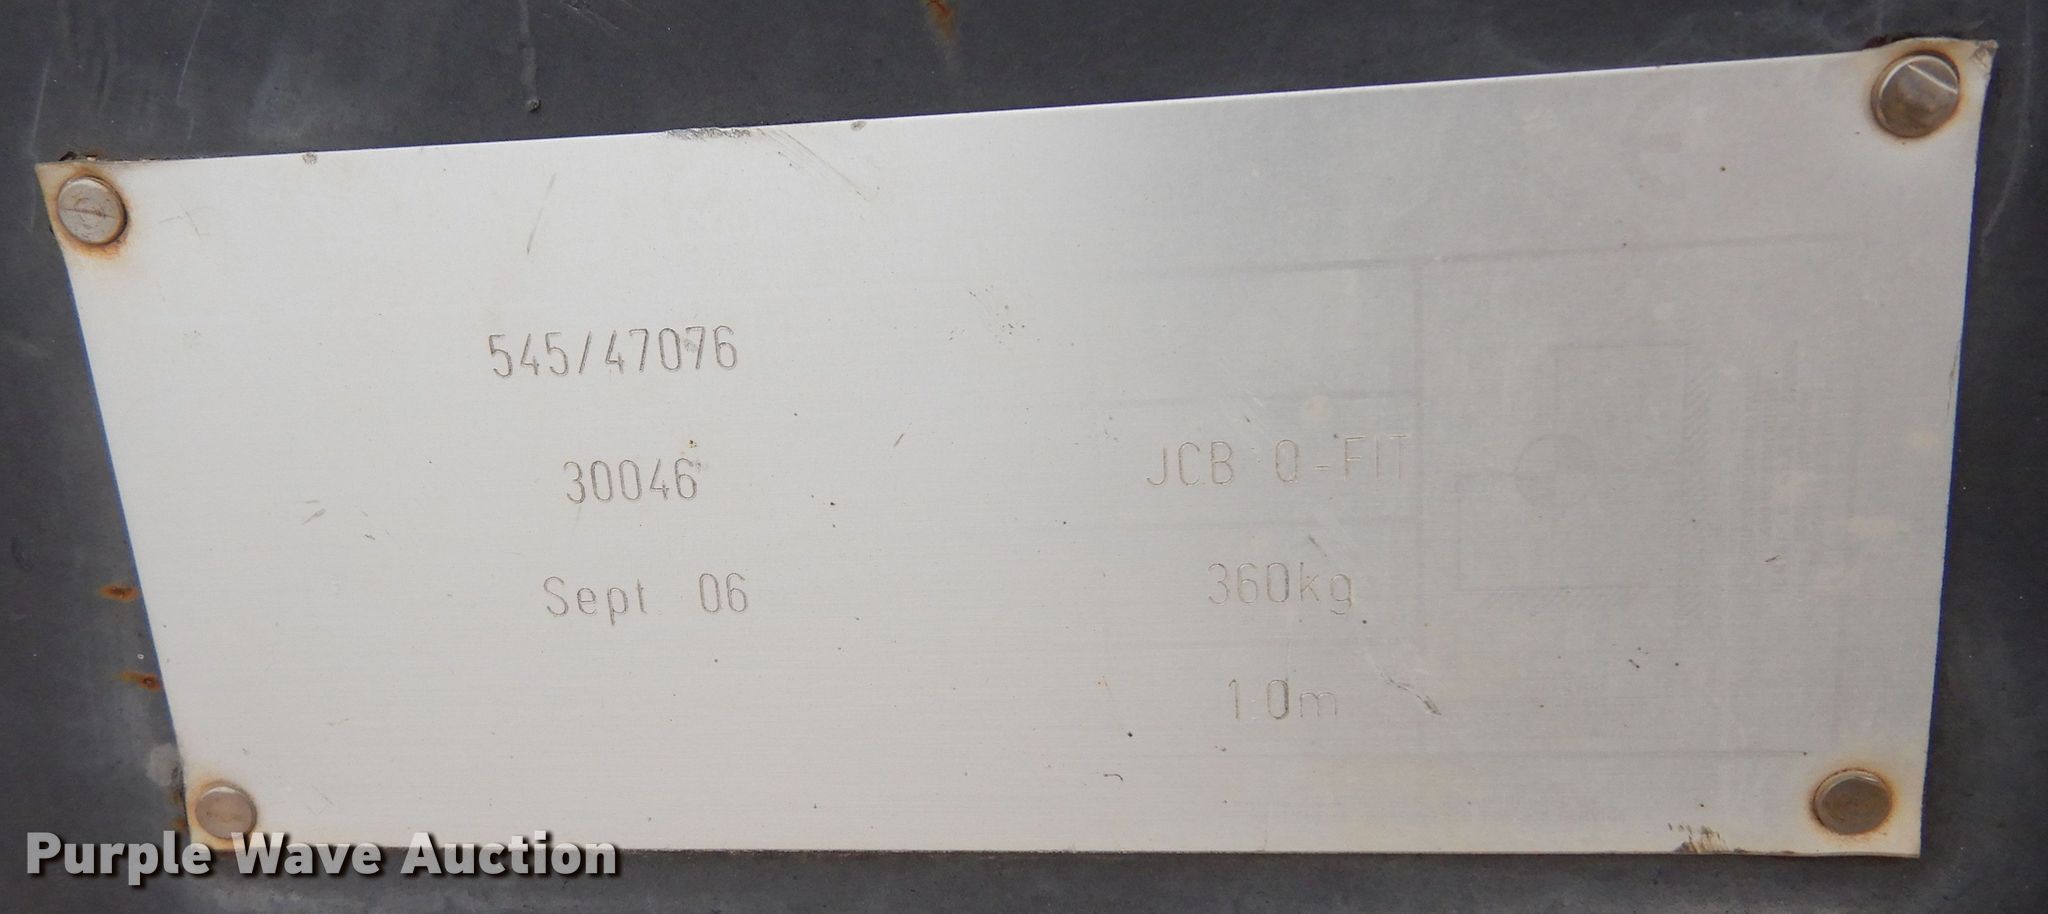 545/47076
30046
Sept 06
JCB Q-FIT
360kg
1.0m
Purple Wave Auction